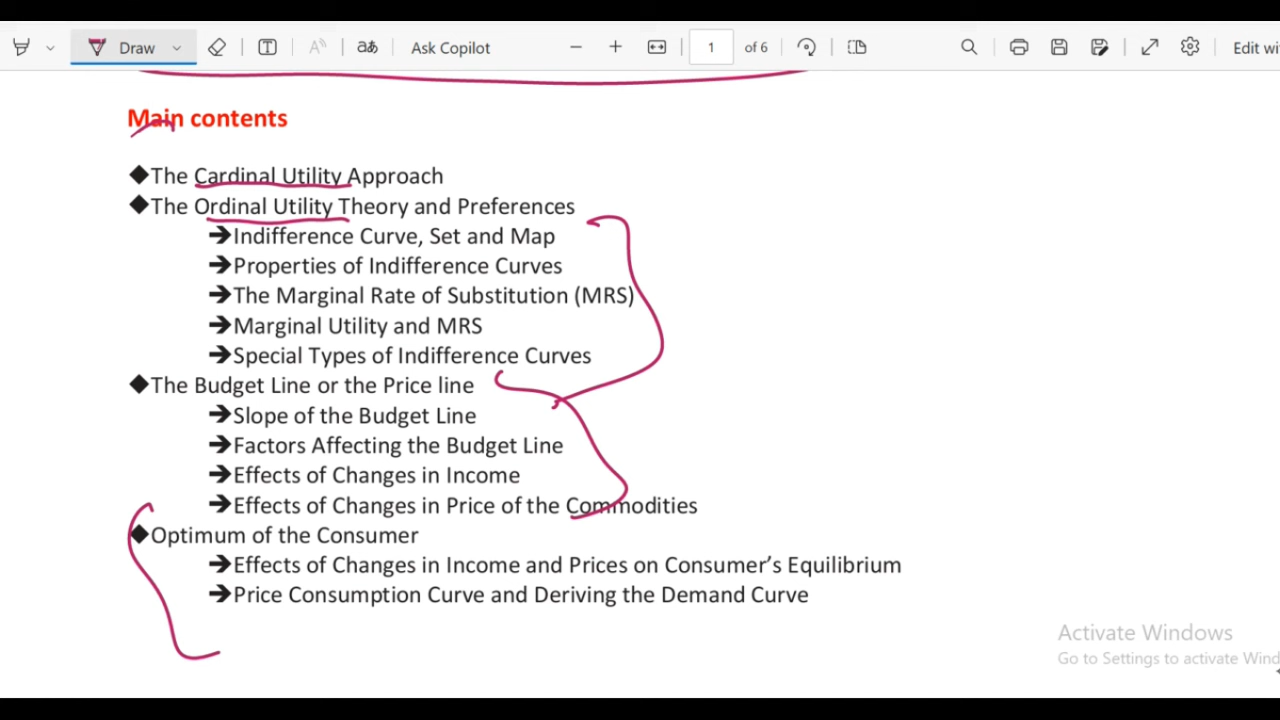 Draw
A
aあ
Ask Copilot
1
of 6
Edit wi
Main contents
◆The Cardinal Utility Approach
◆The Ordinal Utility Theory and Preferences
➔Indifference Curve, Set and Map
➔Properties of Indifference Curves
➔The Marginal Rate of Substitution (MRS)
➔Marginal Utility and MRS
➔Special Types of Indifference Curves
◆The Budget Line or the Price line
➔Slope of the Budget Line
➔Factors Affecting the Budget Line
➔Effects of Changes in Income
➔Effects of Changes in Price of the Commodities
◆Optimum of the Consumer
➔Effects of Changes in Income and Prices on Consumer’s Equilibrium
➔Price Consumption Curve and Deriving the Demand Curve
Activate Windows
Go to Settings to activate Wind